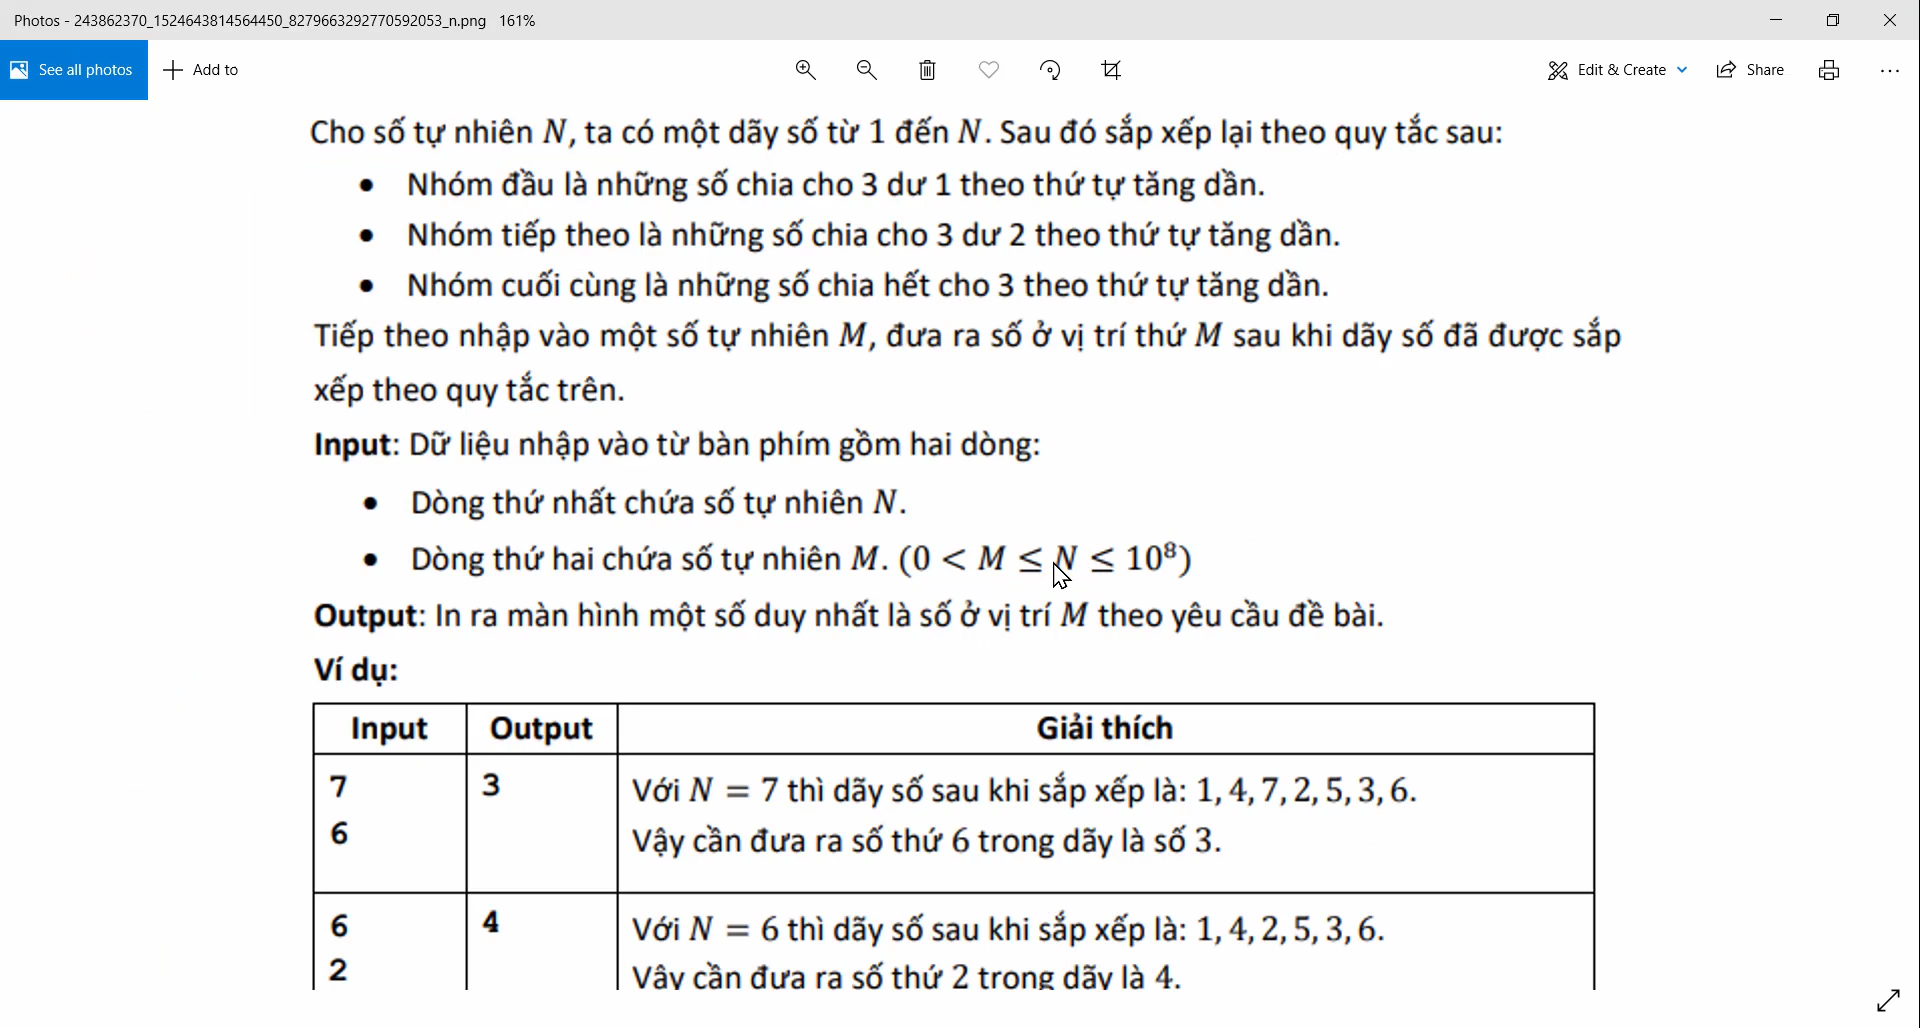 Photos - 243862370_1524643814564450_8279663292770592053_n.png 161%
See all photos
Add to
Edit & Create
Share
Cho số tự nhiên N, ta có một dãy số từ 1 đến N. Sau đó sắp xếp lại theo quy tắc sau:
• Nhóm đầu là những số chia cho 3 dư 1 theo thứ tự tăng dần.
• Nhóm tiếp theo là những số chia cho 3 dư 2 theo thứ tự tăng dần.
• Nhóm cuối cùng là những số chia hết cho 3 theo thứ tự tăng dần.
Tiếp theo nhập vào một số tự nhiên M, đưa ra số ở vị trí thứ M sau khi dãy số đã được sắp
xếp theo quy tắc trên.
Input: Dữ liệu nhập vào từ bàn phím gồm hai dòng:
• Dòng thứ nhất chứa số tự nhiên N.
• Dòng thứ hai chứa số tự nhiên M. (0 < M ≤ N ≤ 10⁸)
Output: In ra màn hình một số duy nhất là số ở vị trí M theo yêu cầu đề bài.
Ví dụ:
Input Output Giải thích
7 3 Với N = 7 thì dãy số sau khi sắp xếp là: 1, 4, 7, 2, 5, 3, 6.
6 Vậy cần đưa ra số thứ 6 trong dãy là số 3.
6 4 Với N = 6 thì dãy số sau khi sắp xếp là: 1, 4, 2, 5, 3, 6.
2 Vậy cần đưa ra số thứ 2 trong dãy là 4.